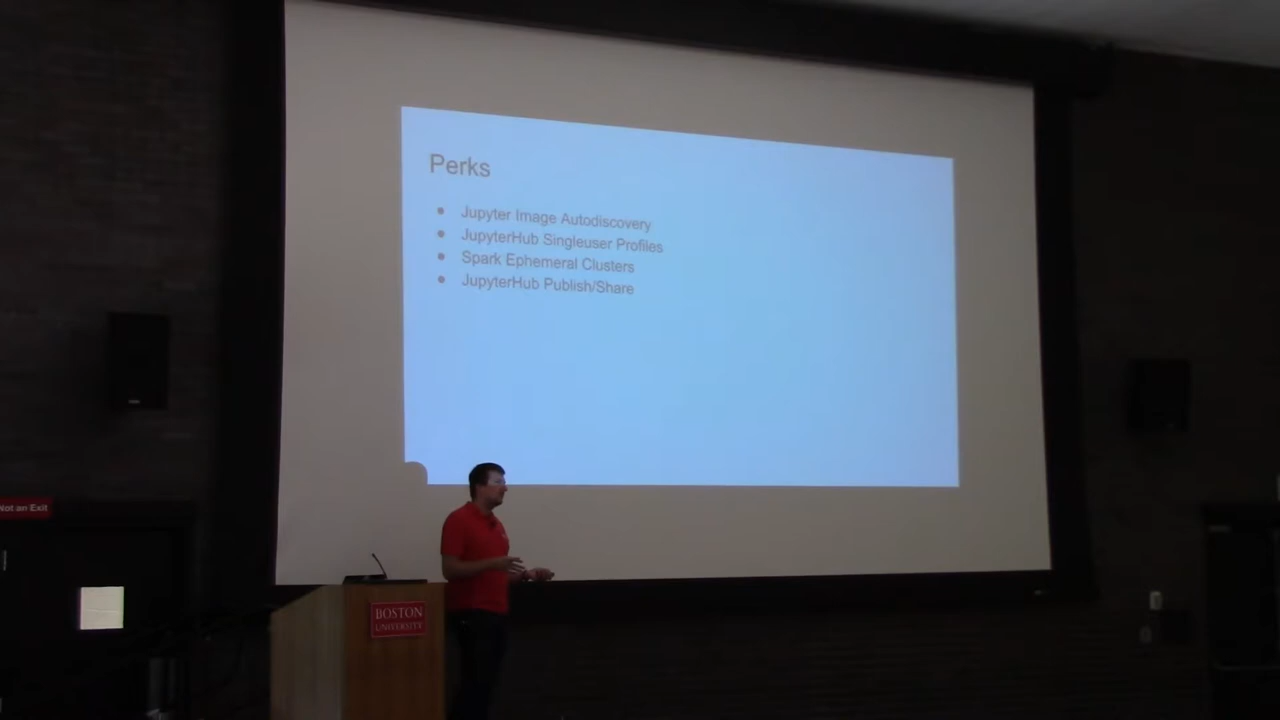 Perks
• Jupyter Image Autodiscovery
• JupyterHub Singleuser Profiles
• Spark Ephemeral Clusters
• JupyterHub Publish/Share
Not an Exit
BOSTON
UNIVERSITY